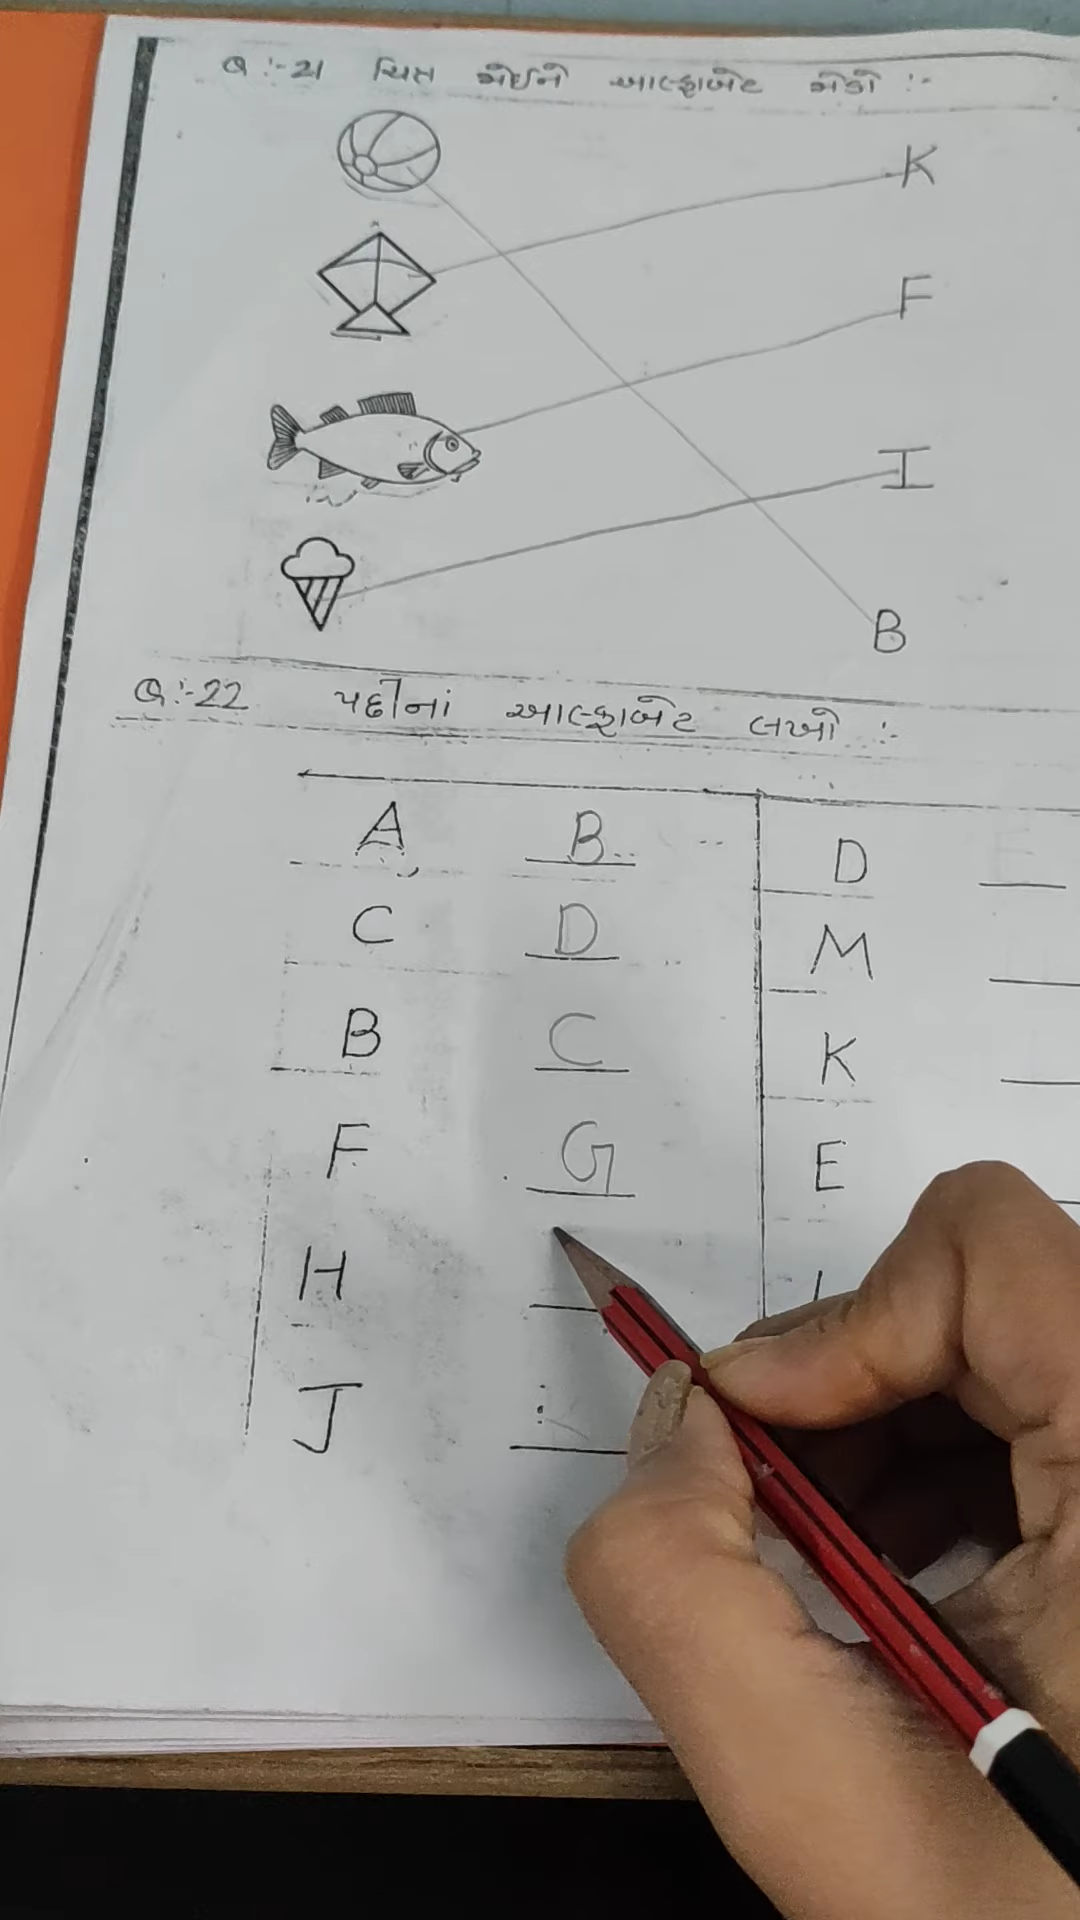 Q :- 21 ચિત્ર જોઈને આલ્ફાબેટ જોડો :-
K
F
I
B
Q :- 22 પછીનાં આલ્ફાબેટ લખો :-
A B D
C D M
B C K
F G E
H
J